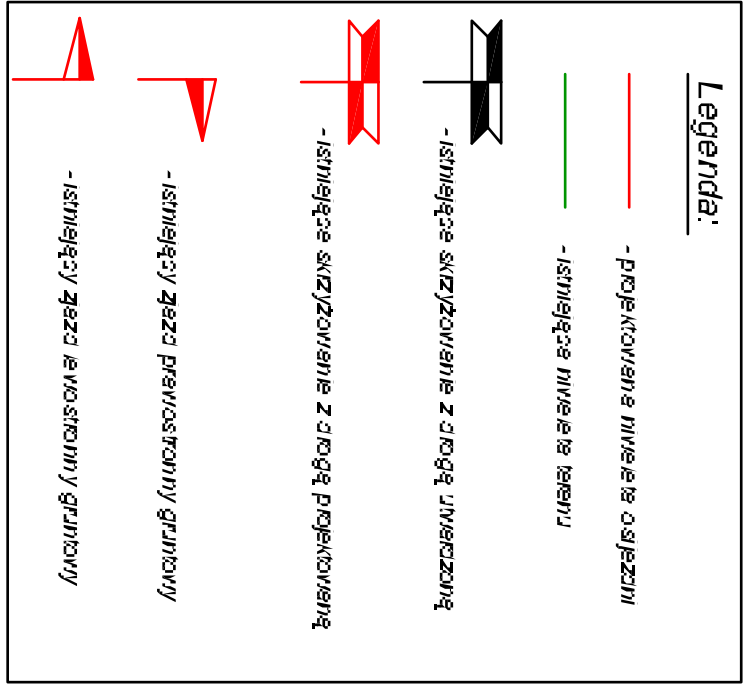 Legenda:
- projektowana niweleta osi jezdni
- istniejąca niweleta terenu
- istniejące skrzyżowanie z drogą utwardzoną
- istniejące skrzyżowanie z drogą projektowaną
- istniejący zjazd prawostronny gruntowy
- istniejący zjazd lewostronny gruntowy